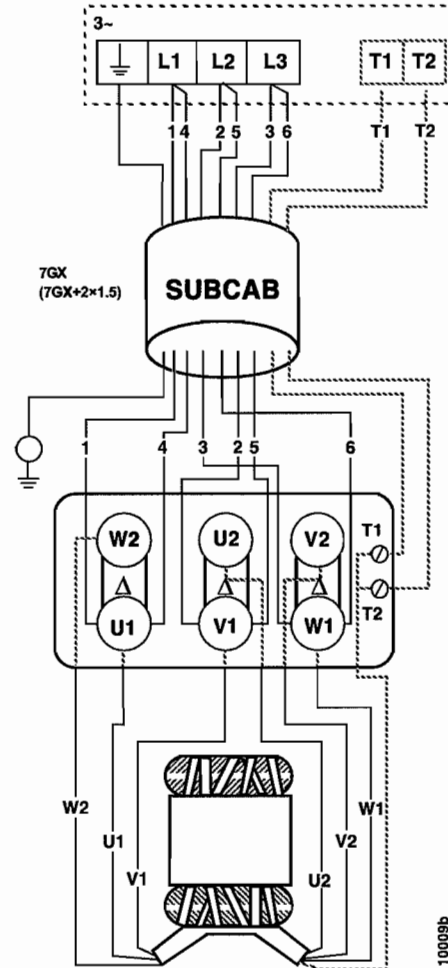 3~
L1 L2 L3 T1 T2
1 4 2 5 3 6 T1 T2
7GX
(7GX+2×1.5)
SUBCAB
1 4 3 2 5 6
W2 U2 V2 T1
Δ Δ Δ
U1 V1 W1 T2
W2 W1
U1 V2
V1 U2
10009b